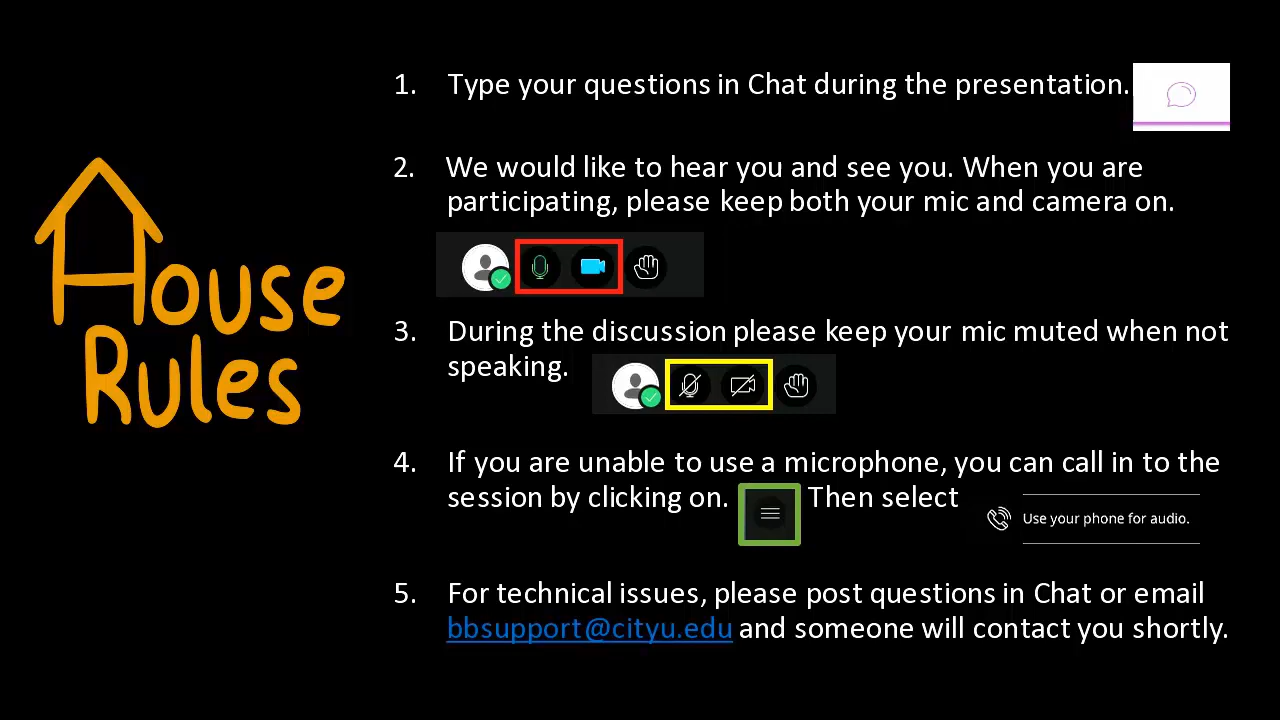 House
Rules
1. Type your questions in Chat during the presentation.
2. We would like to hear you and see you. When you are
participating, please keep both your mic and camera on.
3. During the discussion please keep your mic muted when not
speaking.
4. If you are unable to use a microphone, you can call in to the
session by clicking on. Then select
Use your phone for audio.
5. For technical issues, please post questions in Chat or email
bbsupport@cityu.edu and someone will contact you shortly.